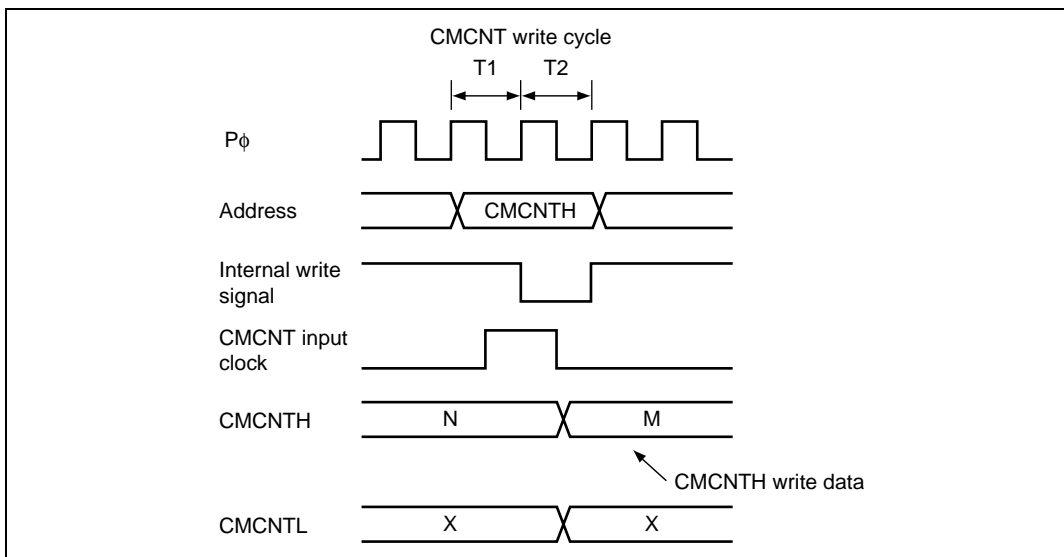 CMCNT write cycle
T1 T2
Pϕ
Address
CMCNTH
Internal write
signal
CMCNT input
clock
CMCNTH
N M
CMCNTH write data
CMCNTL
X X